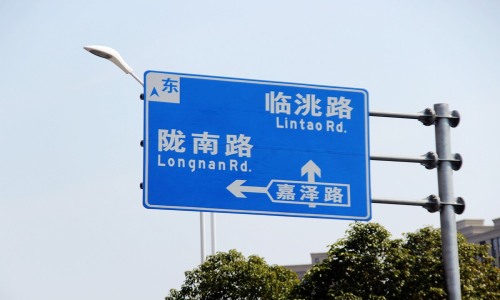 东
临洮路
Lintao Rd.
陇南路
Longnan Rd.
嘉泽路